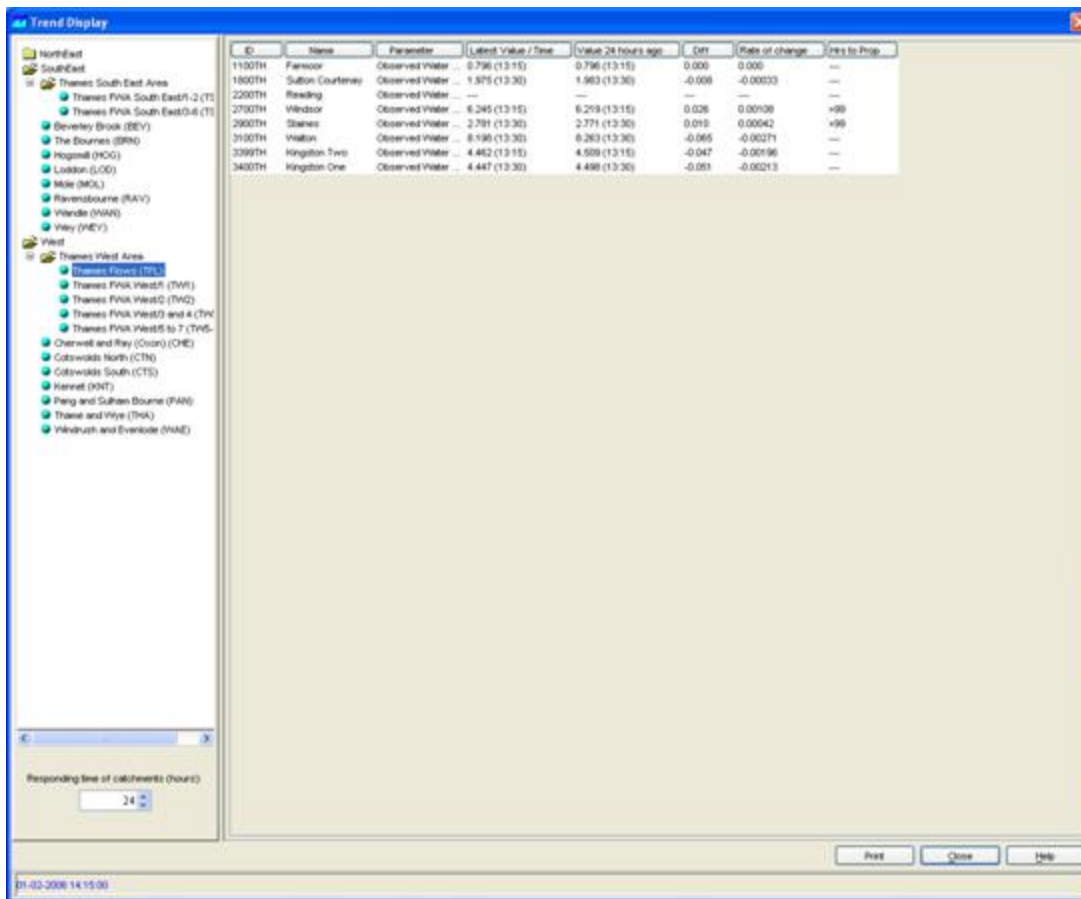 Trend Display
NorthEast
SouthEast
Thames South East Area
Thames FWA South East/1-2 (TS
Thames FWA South East/3-6 (TS
Beverley Brook (BEV)
The Bournes (BRN)
Hogsmill (HOG)
Loddon (LOD)
Mole (MOL)
Ravensbourne (RAV)
Wandle (WAN)
Wey (WEY)
West
Thames West Area
Thames Flows (TFL)
Thames FWA West/1 (TW1)
Thames FWA West/2 (TW2)
Thames FWA West/3 and 4 (TW
Thames FWA West/5 to 7 (TW5-
Cherwell and Ray (Oxon) (CHE)
Cotswolds North (CTN)
Cotswolds South (CTS)
Kennet (KNT)
Pang and Sulham Bourne (PAN)
Thame and Wye (THA)
Windrush and Evenlode (WAE)
Responding time of catchments (hours)
24
ID Name Parameter Latest Value / Time Value 24 hours ago Diff Rate of change Hrs to Prop
1100TH Farmoor Observed Water ... 0.796 (13:15) 0.796 (13:15) 0.000 0.000 ---
1800TH Sutton Courtenay Observed Water ... 1.975 (13:30) 1.983 (13:30) -0.008 -0.00033 ---
2200TH Reading Observed Water ... --- --- --- --- ---
2700TH Windsor Observed Water ... 6.245 (13:15) 6.219 (13:15) 0.026 0.00108 >99
2900TH Staines Observed Water ... 2.781 (13:30) 2.771 (13:30) 0.010 0.00042 >99
3100TH Walton Observed Water ... 8.198 (13:30) 8.263 (13:30) -0.065 -0.00271 ---
3399TH Kingston Two Observed Water ... 4.462 (13:15) 4.509 (13:15) -0.047 -0.00196 ---
3400TH Kingston One Observed Water ... 4.447 (13:30) 4.498 (13:30) -0.051 -0.00213 ---
Print Close Help
01-02-2006 14:15:00